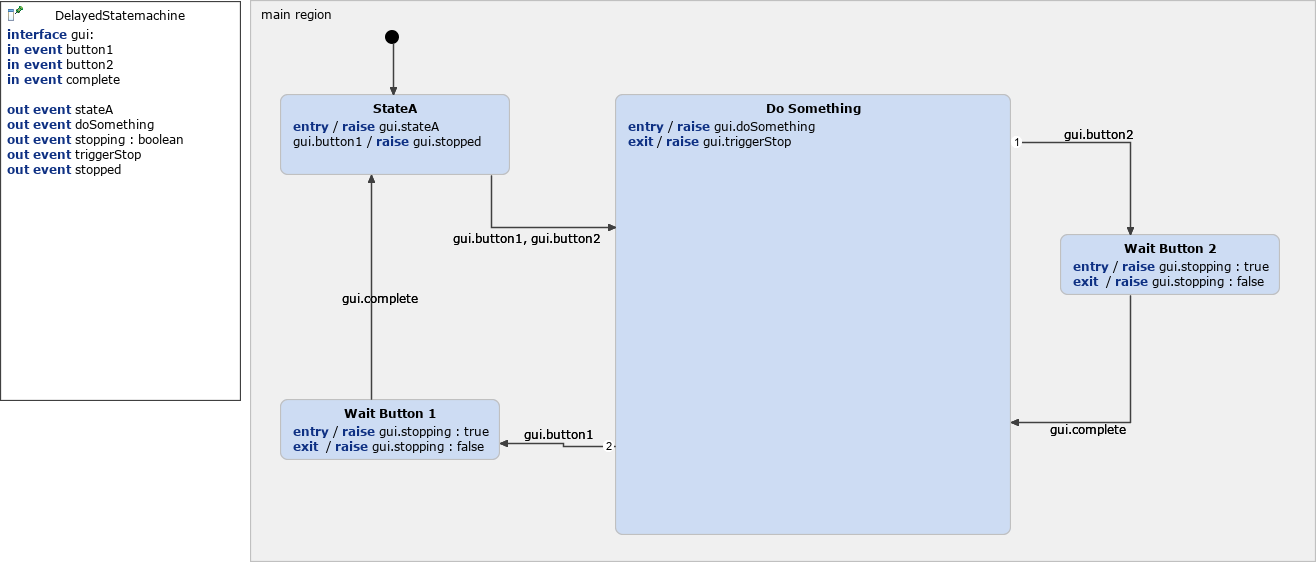 DelayedStatemachine
interface gui:
in event button1
in event button2
in event complete
out event stateA
out event doSomething
out event stopping : boolean
out event triggerStop
out event stopped
main region
StateA
entry / raise gui.stateA
gui.button1 / raise gui.stopped
Do Something
entry / raise gui.doSomething
exit / raise gui.triggerStop
1
gui.button2
gui.button1, gui.button2
Wait Button 2
entry / raise gui.stopping : true
exit / raise gui.stopping : false
gui.complete
Wait Button 1
entry / raise gui.stopping : true
exit / raise gui.stopping : false
gui.button1
2
gui.complete